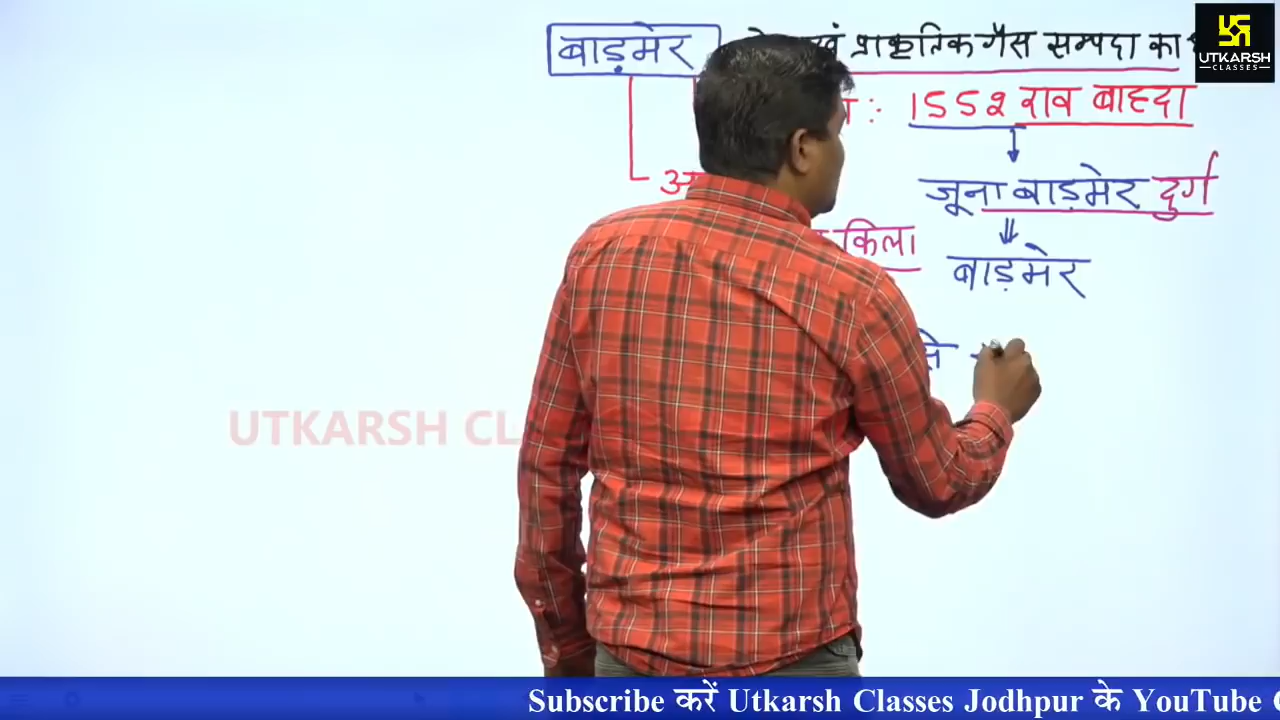 बाड़मेर
प्राकृतिक गैस सम्पदा का
UTKARSH
CLASSES
: 1552 राव बाहदा
जूना बाड़मेर दुर्ग
किला
बाड़मेर
UTKARSH CL
Subscribe करें Utkarsh Classes Jodhpur के YouTube